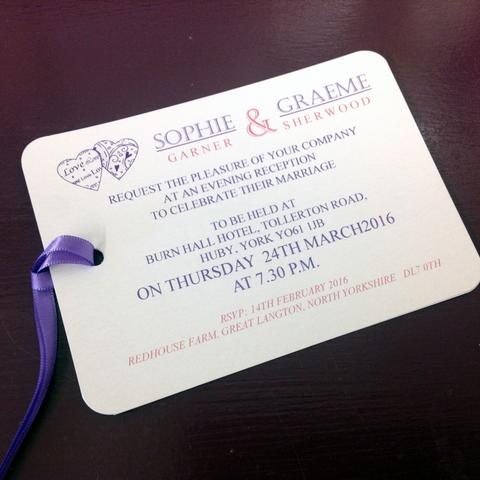 SOPHIE & GRAEME
GARNER SHERWOOD
Love
REQUEST THE PLEASURE OF YOUR COMPANY
AT AN EVENING RECEPTION
TO CELEBRATE THEIR MARRIAGE
TO BE HELD AT
BURN HALL HOTEL, TOLLERTON ROAD,
HUBY, YORK YO61 1JB
ON THURSDAY 24TH MARCH2016
AT 7.30 P.M.
RSVP: 14TH FEBRUARY 2016
REDHOUSE FARM, GREAT LANGTON, NORTH YORKSHIRE DL7 0TH